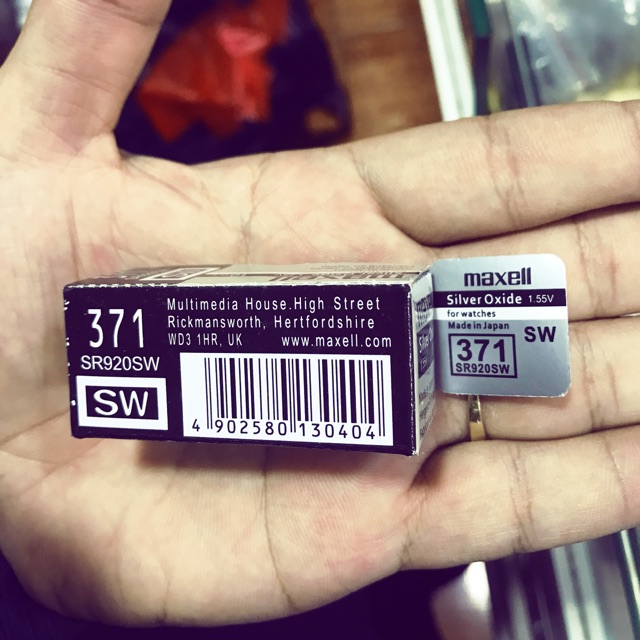 371
SR920SW
SW
Multimedia House.High Street
Rickmansworth, Hertfordshire
WD3 1HR, UK www.maxell.com
4 902580 130404
maxell
Silver Oxide 1.55V
for watches
Made in Japan
SW
371
SR920SW